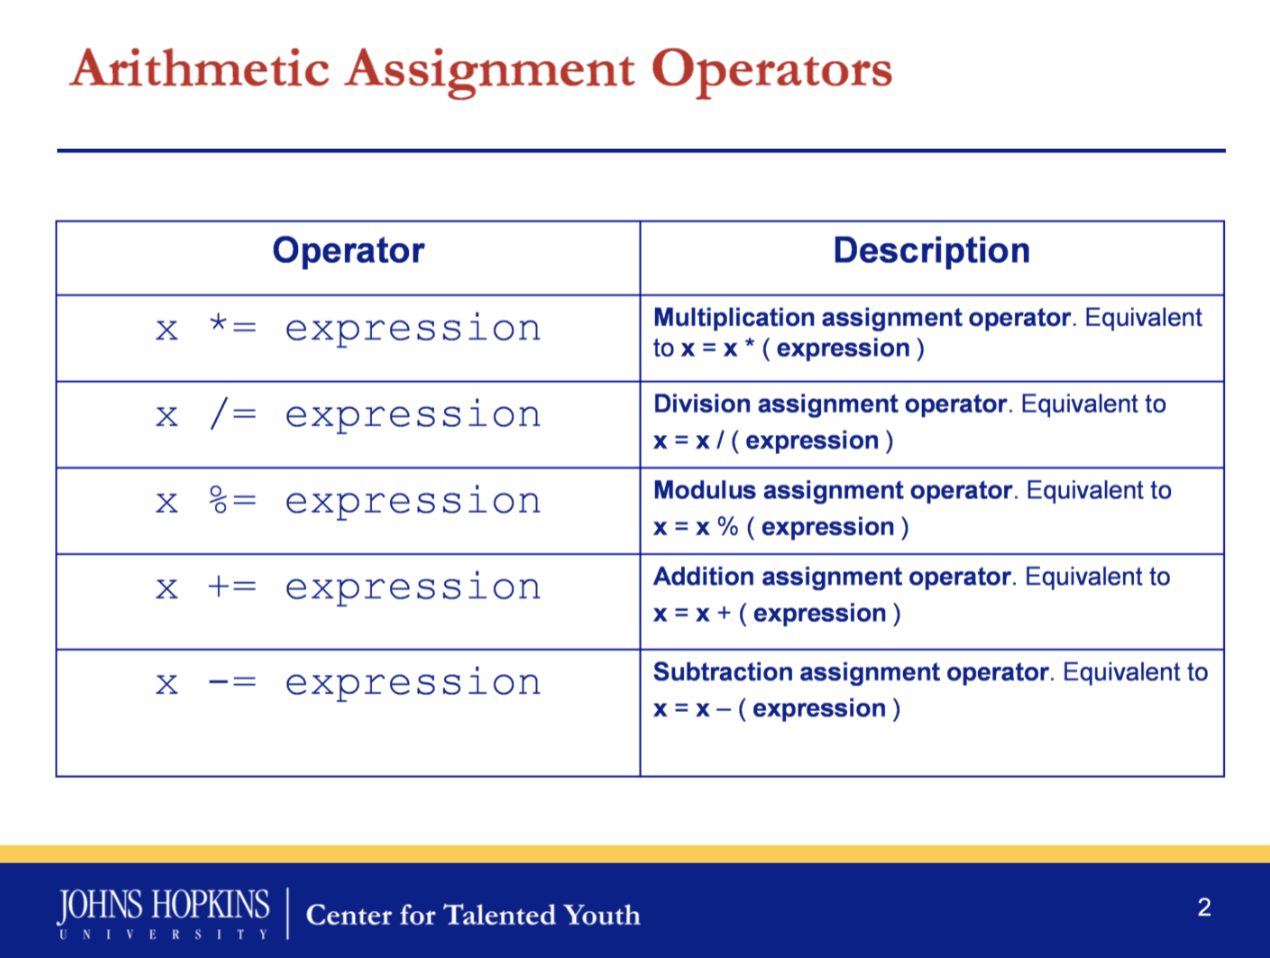 Arithmetic Assignment Operators
Operator
Description
x *= expression
Multiplication assignment operator. Equivalent
to x = x * ( expression )
x /= expression
Division assignment operator. Equivalent to
x = x / ( expression )
x %= expression
Modulus assignment operator. Equivalent to
x = x % ( expression )
x += expression
Addition assignment operator. Equivalent to
x = x + ( expression )
x -= expression
Subtraction assignment operator. Equivalent to
x = x – ( expression )
JOHNS HOPKINS
UNIVERSITY
Center for Talented Youth
2